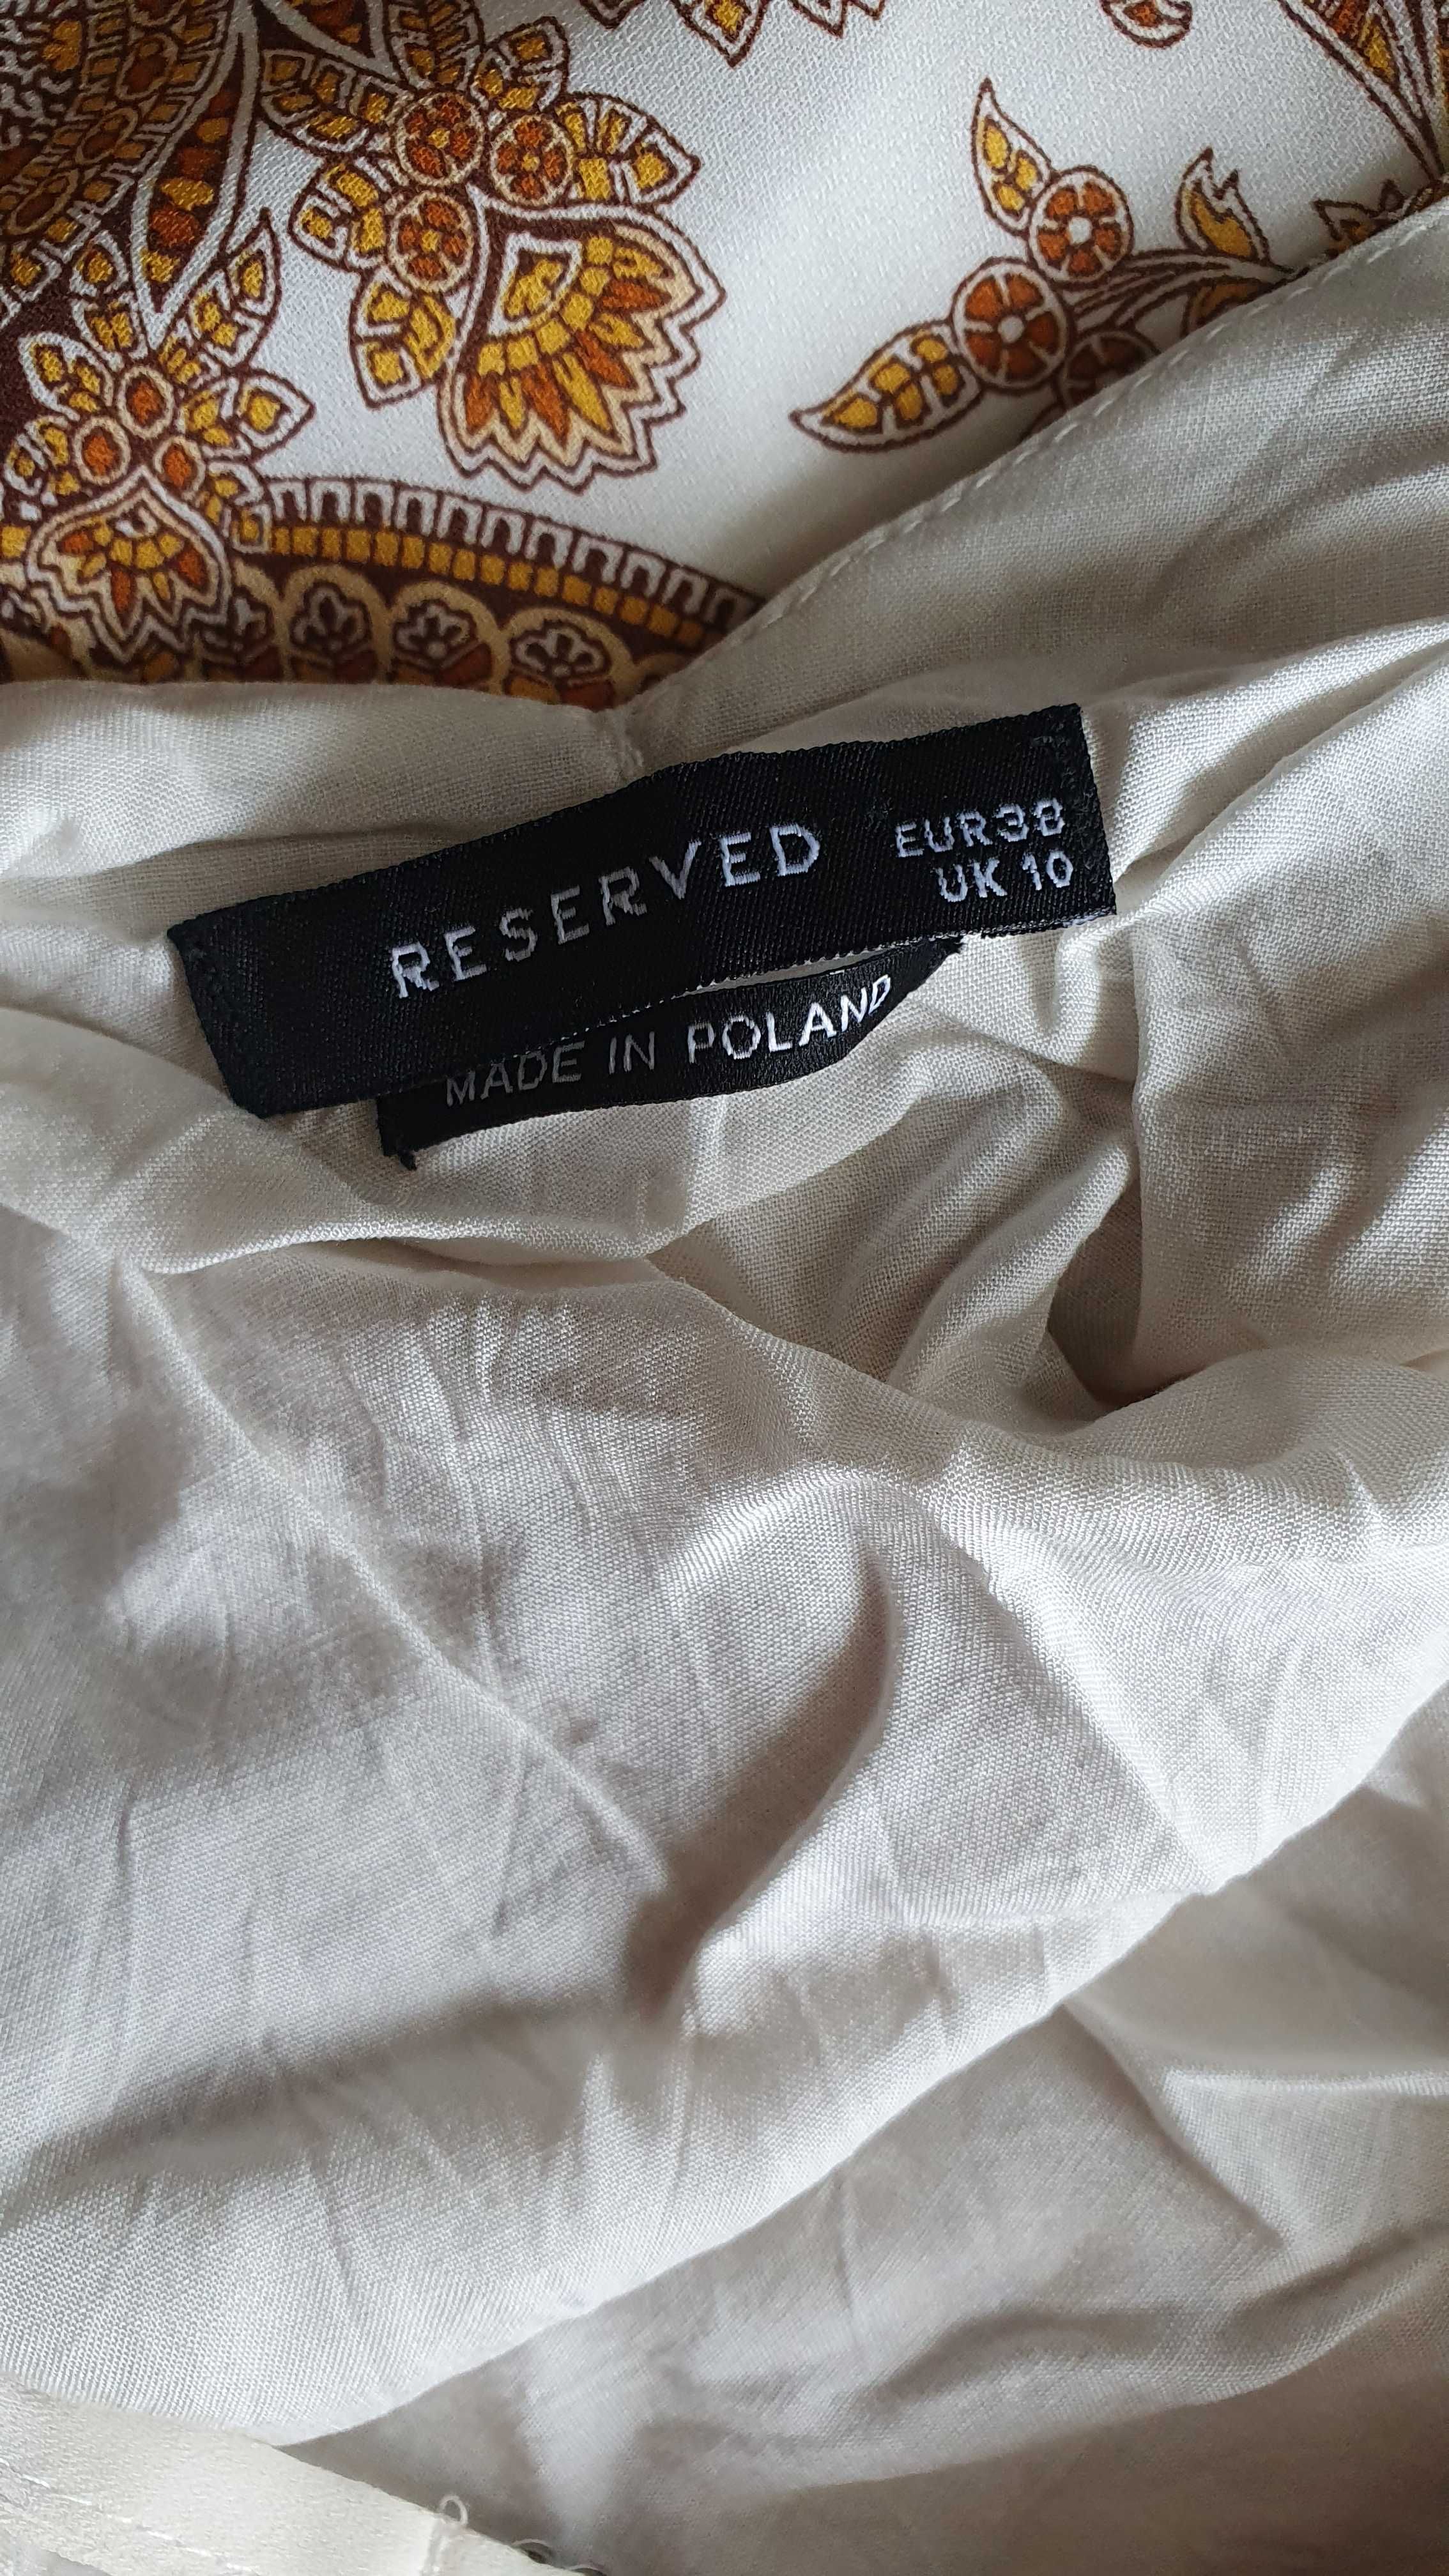 RESERVED
EUR38
UK 10
MADE IN POLAND